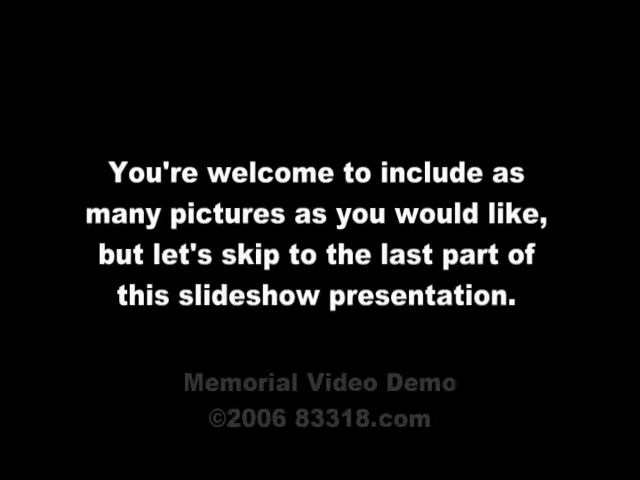 You're welcome to include as
many pictures as you would like,
but let's skip to the last part of
this slideshow presentation.
Memorial Video Demo
©2006 83318.com